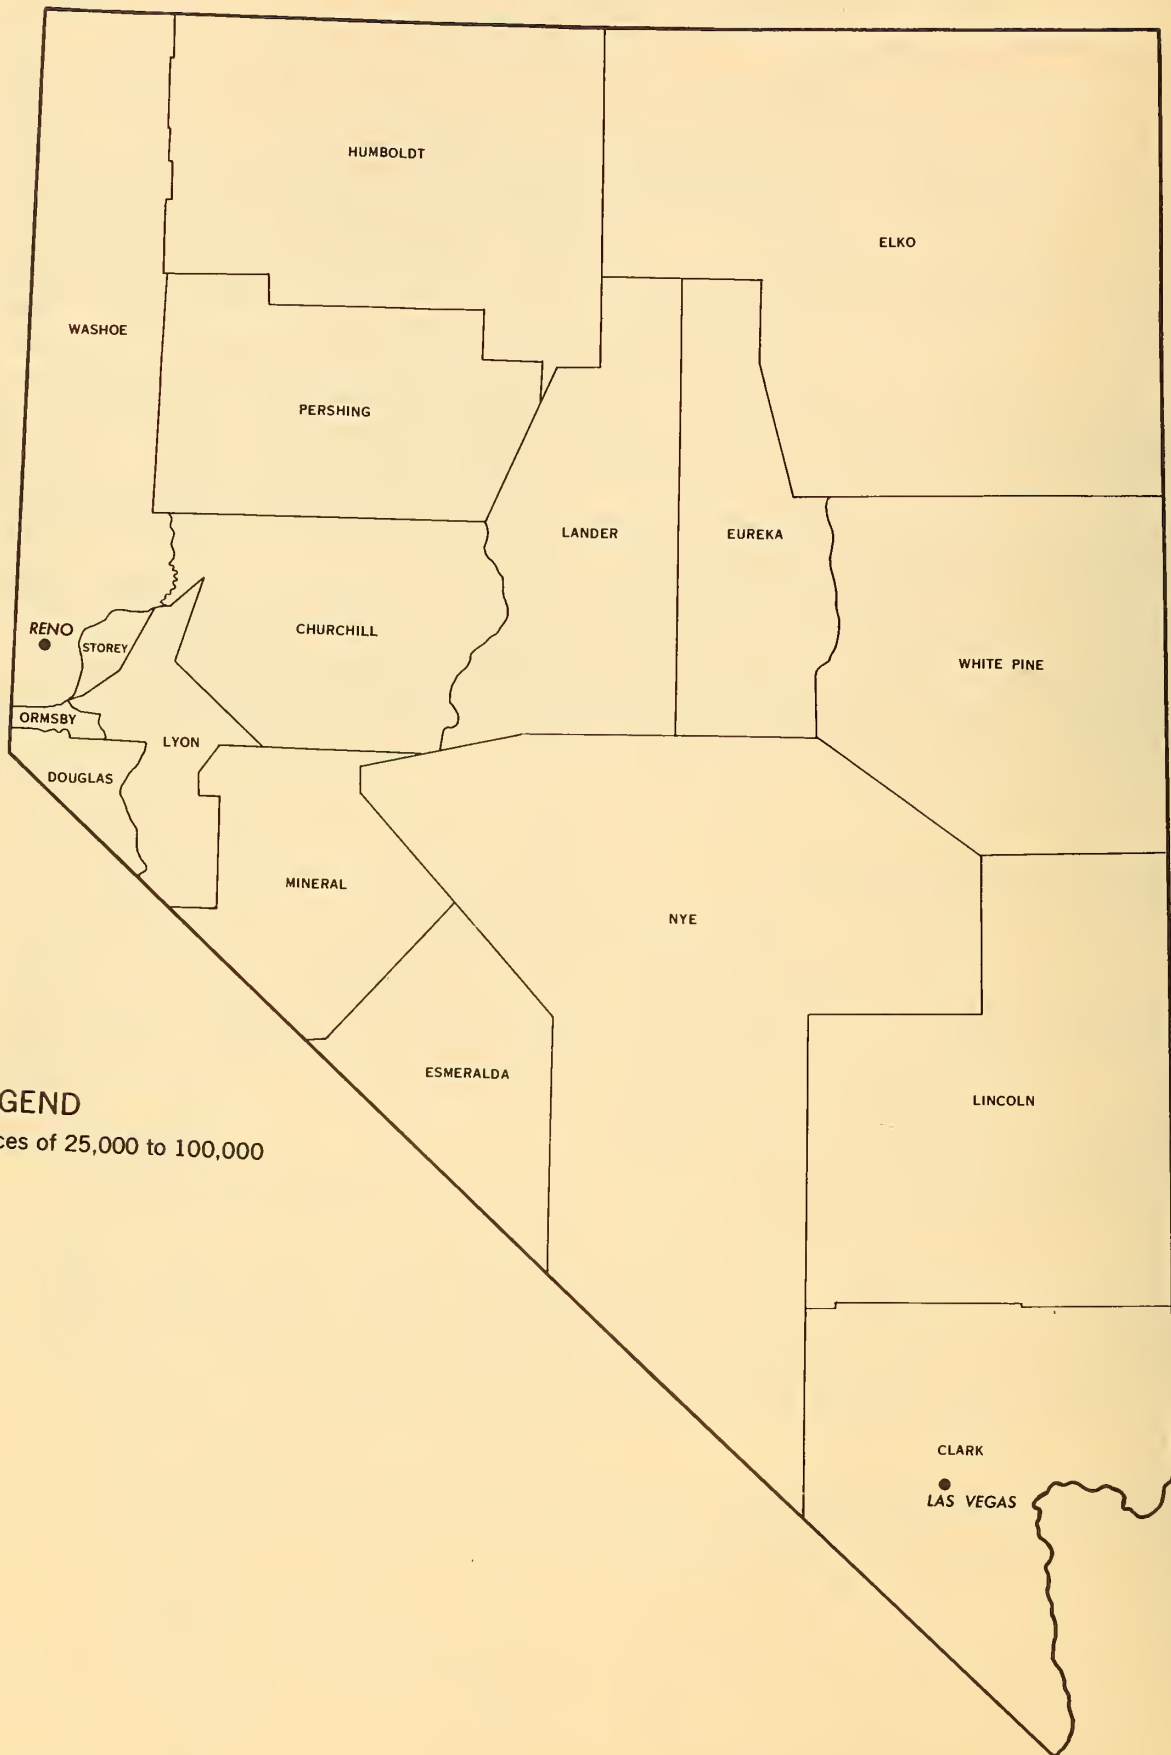 HUMBOLDT
ELKO
WASHOE
PERSHING
LANDER
EUREKA
RENO
STOREY
CHURCHILL
WHITE PINE
ORMSBY
LYON
DOUGLAS
MINERAL
NYE
ESMERALDA
LINCOLN
GEND
ces of 25,000 to 100,000
CLARK
LAS VEGAS